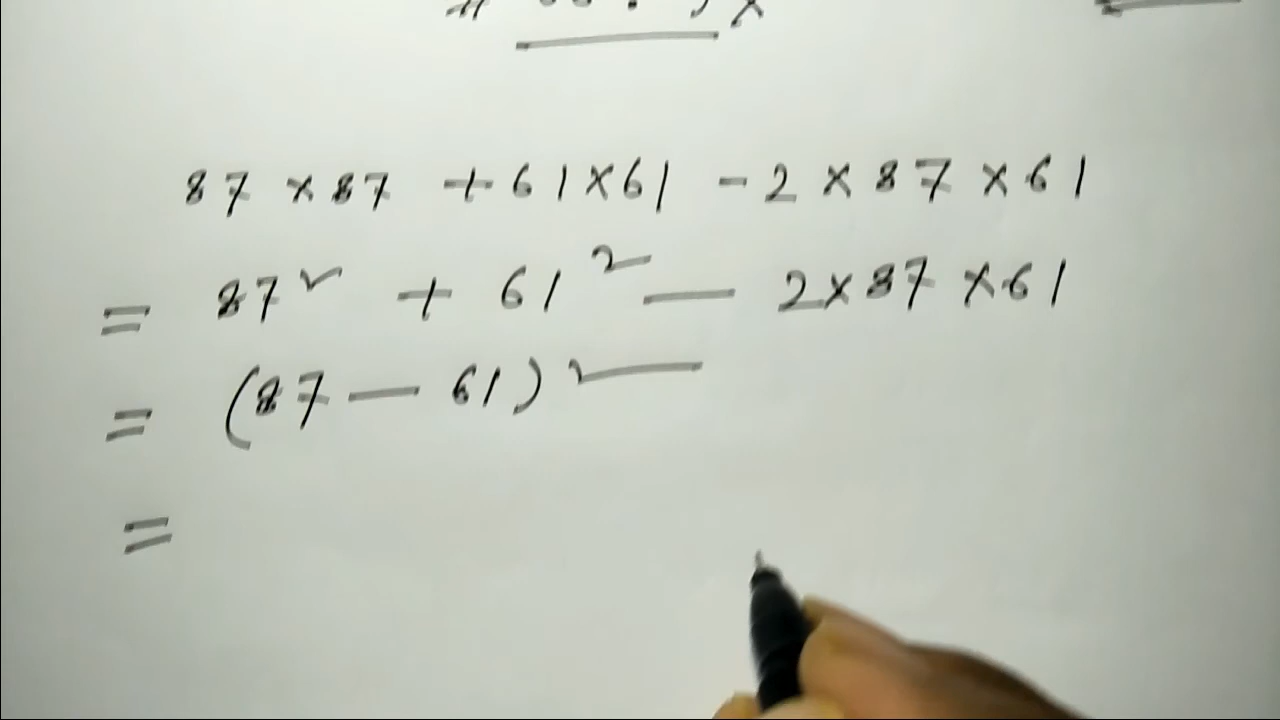 87 × 87 + 61 × 61 - 2 × 87 × 61
= 87² + 61² — 2 × 87 × 61
= (87 — 61)²
=